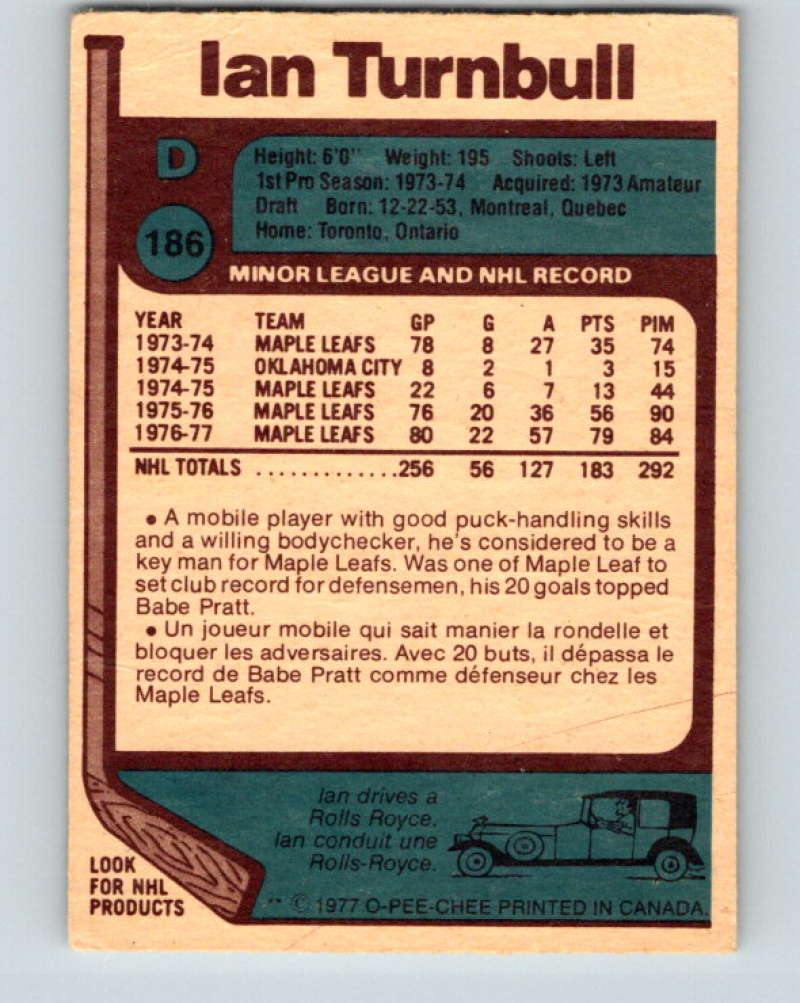 Ian Turnbull
D
Height: 6'0" Weight: 195 Shoots: Left
1st Pro Season: 1973-74 Acquired: 1973 Amateur
Draft Born: 12-22-53, Montreal, Quebec
Home: Toronto, Ontario
186
MINOR LEAGUE AND NHL RECORD
YEAR TEAM GP G A PTS PIM
1973-74 MAPLE LEAFS 78 8 27 35 74
1974-75 OKLAHOMA CITY 8 2 1 3 15
1974-75 MAPLE LEAFS 22 6 7 13 44
1975-76 MAPLE LEAFS 76 20 36 56 90
1976-77 MAPLE LEAFS 80 22 57 79 84
NHL TOTALS .............256 56 127 183 292
• A mobile player with good puck-handling skills
and a willing bodychecker, he's considered to be a
key man for Maple Leafs. Was one of Maple Leaf to
set club record for defensemen, his 20 goals topped
Babe Pratt.
• Un joueur mobile qui sait manier la rondelle et
bloquer les adversaires. Avec 20 buts, il dépassa le
record de Babe Pratt comme défenseur chez les
Maple Leafs.
Ian drives a
Rolls Royce.
Ian conduit une
Rolls-Royce.
LOOK
FOR NHL
PRODUCTS
** © 1977 O-PEE-CHEE PRINTED IN CANADA.